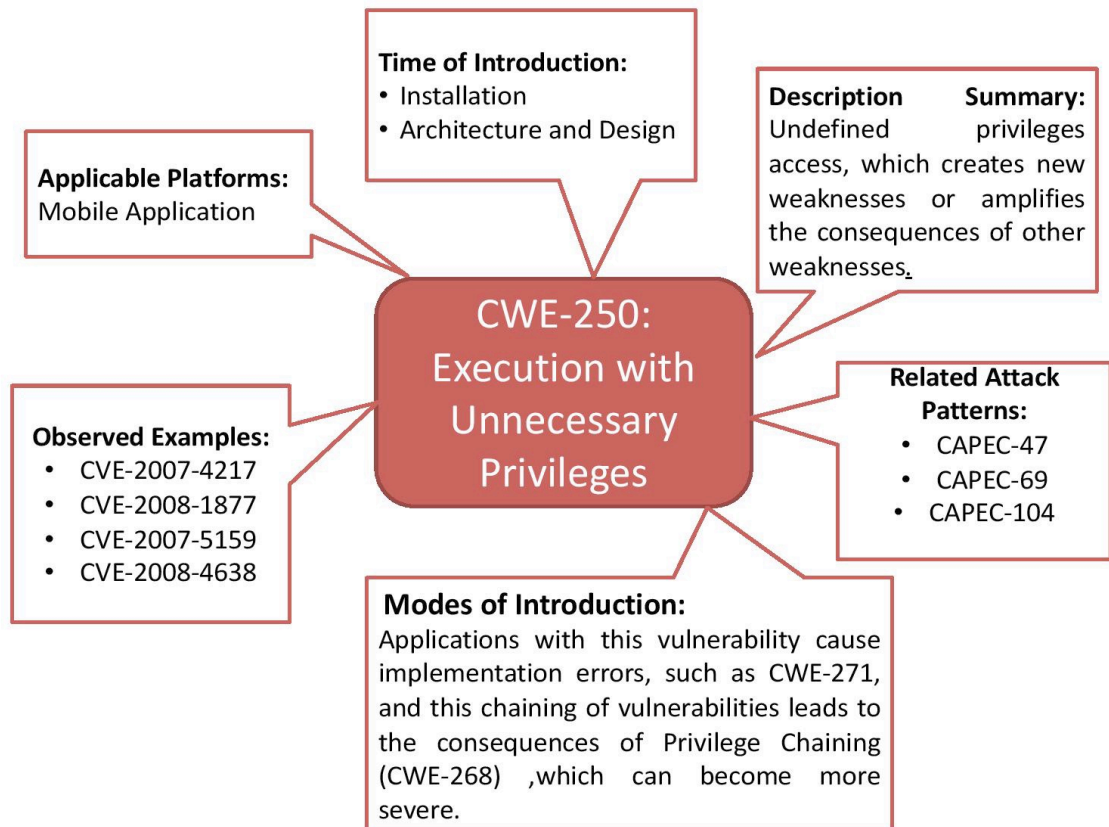 Time of Introduction:
• Installation
• Architecture and Design
Description Summary:
Undefined privileges
access, which creates new
weaknesses or amplifies
the consequences of other
weaknesses.
Applicable Platforms:
Mobile Application
CWE-250:
Execution with
Unnecessary
Privileges
Related Attack
Patterns:
• CAPEC-47
• CAPEC-69
• CAPEC-104
Observed Examples:
• CVE-2007-4217
• CVE-2008-1877
• CVE-2007-5159
• CVE-2008-4638
Modes of Introduction:
Applications with this vulnerability cause
implementation errors, such as CWE-271,
and this chaining of vulnerabilities leads to
the consequences of Privilege Chaining
(CWE-268) ,which can become more
severe.